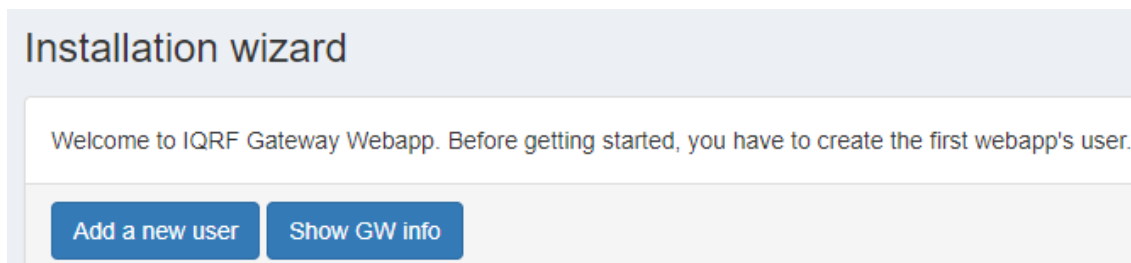 Installation wizard
Welcome to IQRF Gateway Webapp. Before getting started, you have to create the first webapp's user.
Add a new user
Show GW info